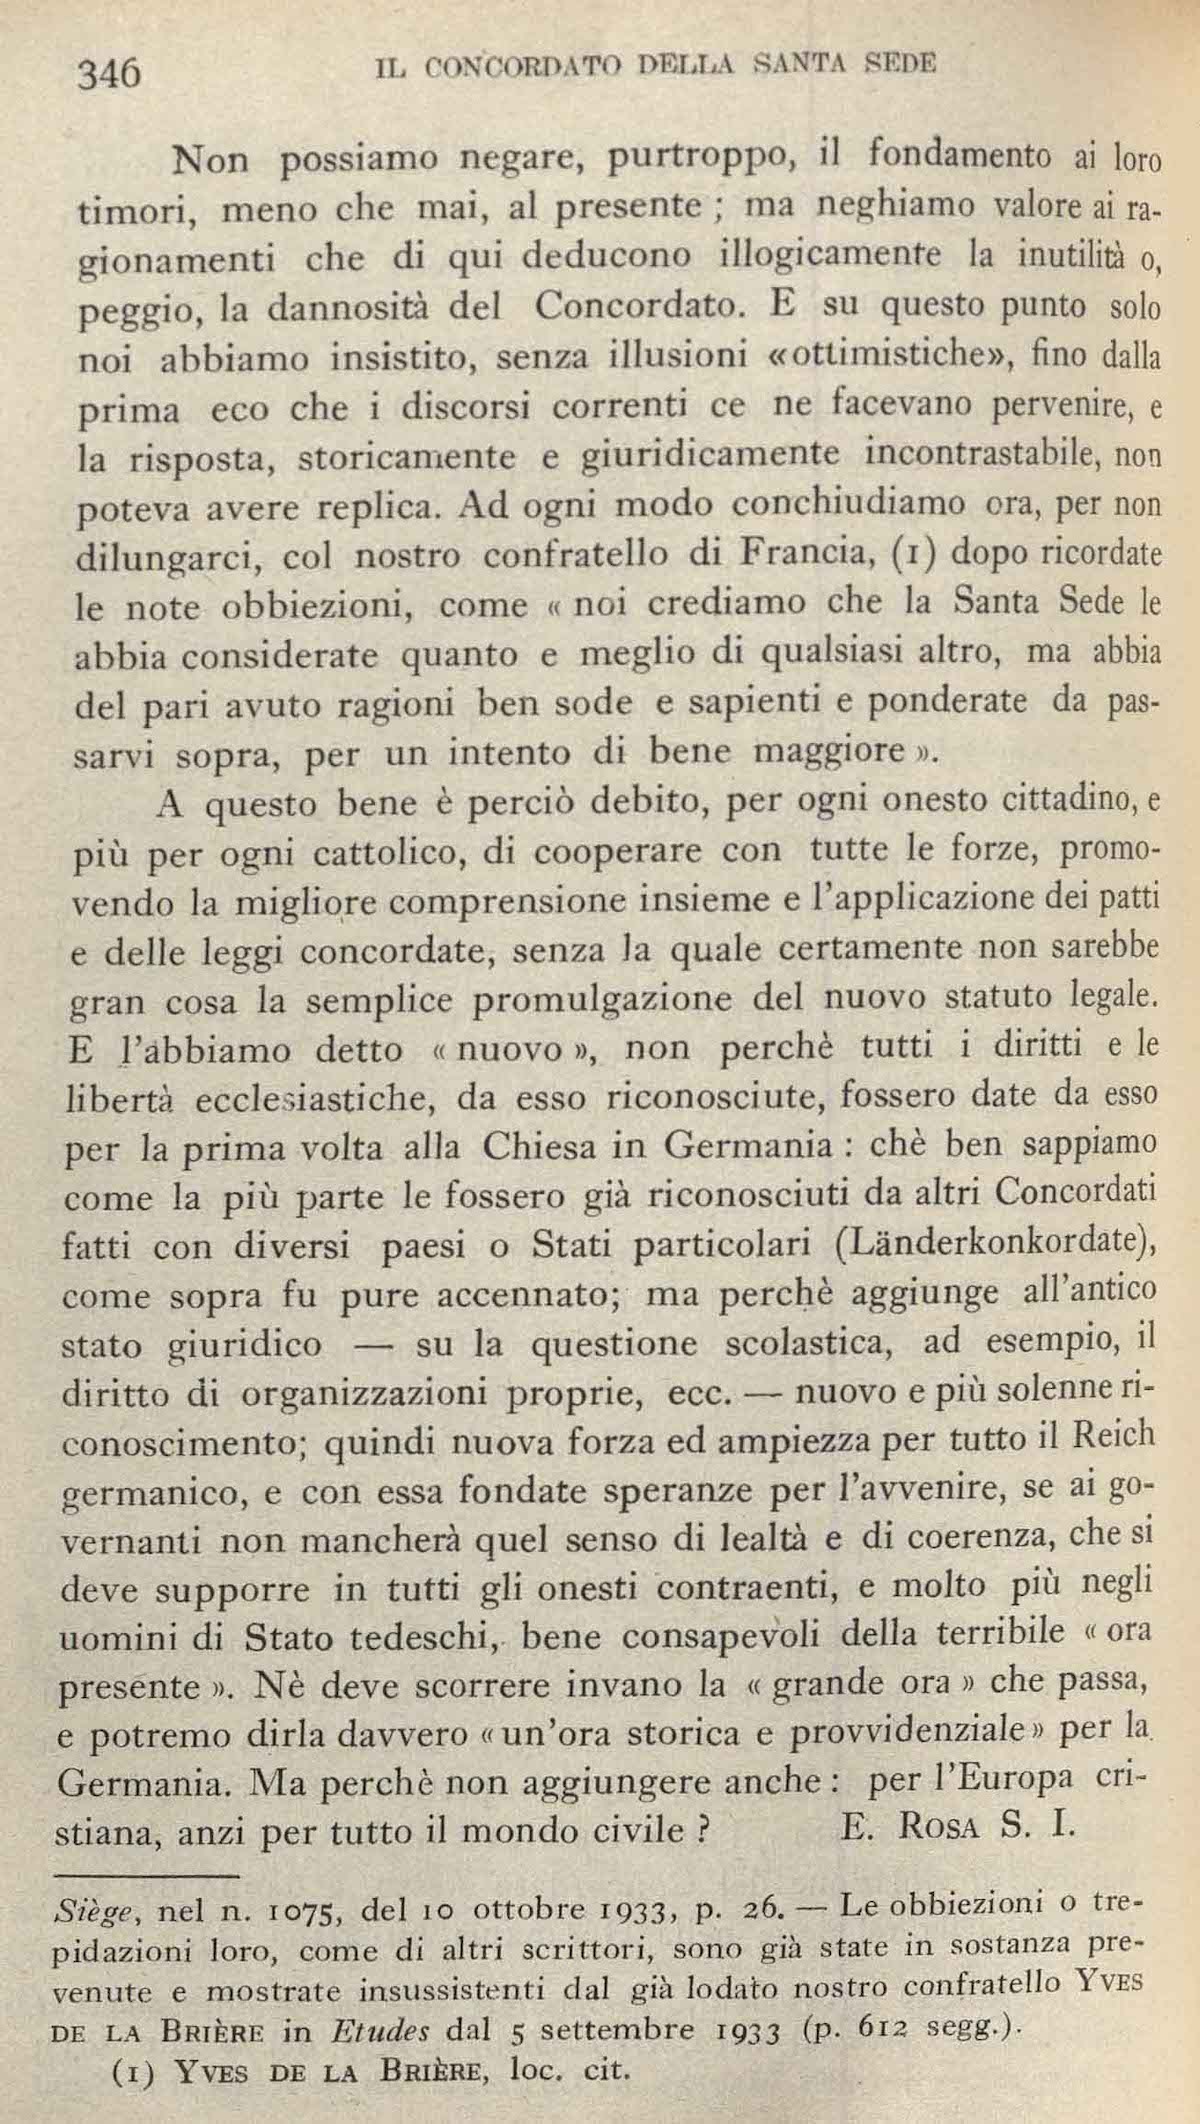 346 IL CONCORDATO DELLA SANTA SEDE
Non possiamo negare, purtroppo, il fondamento ai loro
timori, meno che mai, al presente ; ma neghiamo valore ai ra-
gionamenti che di qui deducono illogicamente la inutilità o,
peggio, la dannosità del Concordato. E su questo punto solo
noi abbiamo insistito, senza illusioni «ottimistiche», fino dalla
prima eco che i discorsi correnti ce ne facevano pervenire, e
la risposta, storicamente e giuridicamente incontrastabile, non
poteva avere replica. Ad ogni modo conchiudiamo ora, per non
dilungarci, col nostro confratello di Francia, (1) dopo ricordate
le note obbiezioni, come « noi crediamo che la Santa Sede le
abbia considerate quanto e meglio di qualsiasi altro, ma abbia
del pari avuto ragioni ben sode e sapienti e ponderate da pas-
sarvi sopra, per un intento di bene maggiore ».
A questo bene è perciò debito, per ogni onesto cittadino, e
più per ogni cattolico, di cooperare con tutte le forze, promo-
vendo la migliore comprensione insieme e l'applicazione dei patti
e delle leggi concordate, senza la quale certamente non sarebbe
gran cosa la semplice promulgazione del nuovo statuto legale.
E l'abbiamo detto « nuovo », non perchè tutti i diritti e le
libertà ecclesiastiche, da esso riconosciute, fossero date da esso
per la prima volta alla Chiesa in Germania : chè ben sappiamo
come la più parte le fossero già riconosciuti da altri Concordati
fatti con diversi paesi o Stati particolari (Länderkonkordate),
come sopra fu pure accennato; ma perchè aggiunge all'antico
stato giuridico — su la questione scolastica, ad esempio, il
diritto di organizzazioni proprie, ecc. — nuovo e più solenne ri-
conoscimento; quindi nuova forza ed ampiezza per tutto il Reich
germanico, e con essa fondate speranze per l'avvenire, se ai go-
vernanti non mancherà quel senso di lealtà e di coerenza, che si
deve supporre in tutti gli onesti contraenti, e molto più negli
uomini di Stato tedeschi, bene consapevoli della terribile « ora
presente ». Nè deve scorrere invano la « grande ora » che passa,
e potremo dirla davvero «un'ora storica e provvidenziale» per la
Germania. Ma perchè non aggiungere anche : per l'Europa cri-
stiana, anzi per tutto il mondo civile ? E. ROSA S. I.
Siège, nel n. 1075, del 10 ottobre 1933, p. 26. — Le obbiezioni o tre-
pidazioni loro, come di altri scrittori, sono già state in sostanza pre-
venute e mostrate insussistenti dal già lodato nostro confratello YVES
DE LA BRIÈRE in Etudes dal 5 settembre 1933 (p. 612 segg.).
(1) YVES DE LA BRIÈRE, loc. cit.